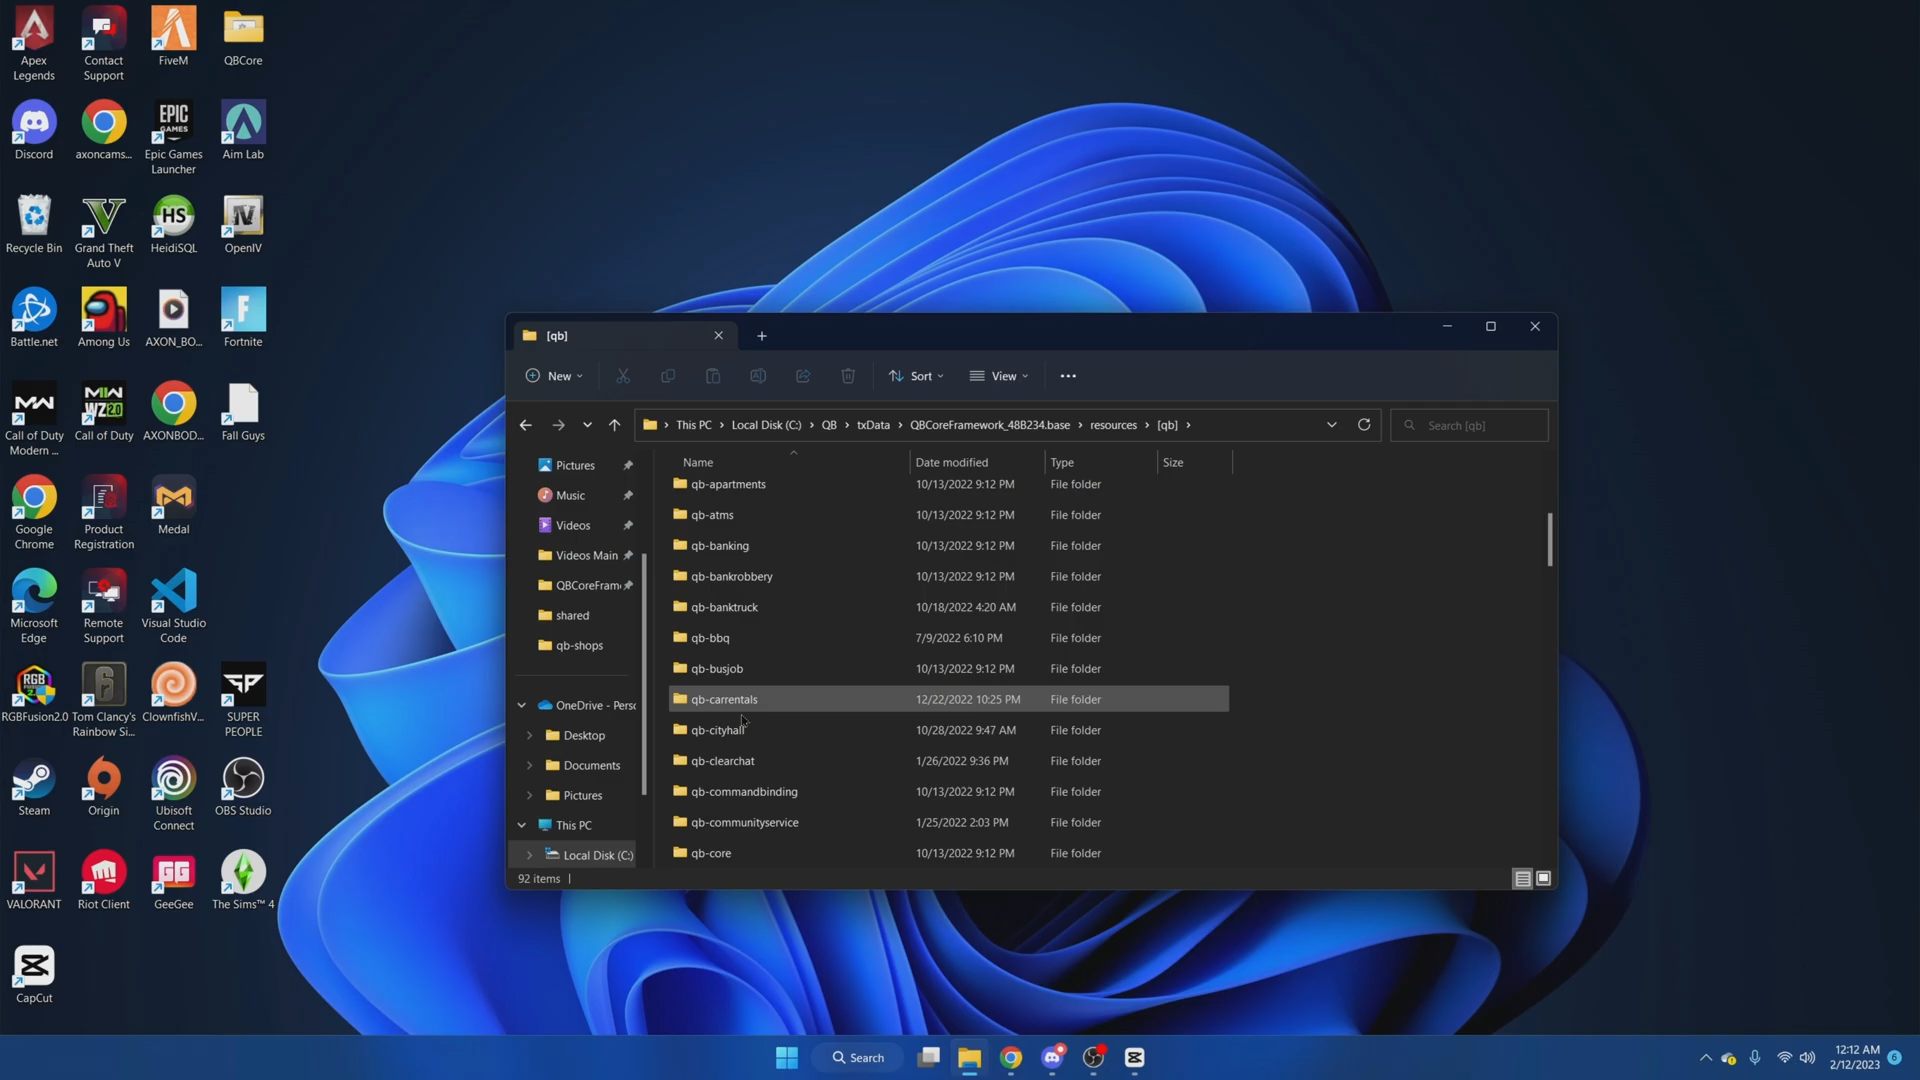 Apex
Legends
Contact
Support
FiveM
QBCore
Discord
axoncams...
EPIC
GAMES
Epic Games
Launcher
Aim Lab
Recycle Bin
Grand Theft
Auto V
HS
HeidiSQL
IV
OpenIV
Battle.net
Among Us
AXON_BO...
Fortnite
Call of Duty
Modern ...
WZ 2.0
Call of Duty
AXONBOD...
Fall Guys
Google
Chrome
Product
Registration
Medal
Microsoft
Edge
Remote
Support
Visual Studio
Code
RGB
RGBFusion2.0
Tom Clancy's
Rainbow Si...
ClownfishV...
SUPER
PEOPLE
Steam
Origin
Ubisoft
Connect
OBS Studio
VALORANT
Riot Client
GG
GeeGee
The Sims™ 4
CapCut
[qb]
New
Sort
View
This PC
Local Disk (C:)
QB
txData
QBCoreFramework_48B234.base
resources
[qb]
Search [qb]
Pictures
Music
Videos
Videos Main
QBCoreFram
shared
qb-shops
OneDrive - Perso
Desktop
Documents
Pictures
This PC
Local Disk (C:)
Name Date modified Type Size
qb-apartments 10/13/2022 9:12 PM File folder
qb-atms 10/13/2022 9:12 PM File folder
qb-banking 10/13/2022 9:12 PM File folder
qb-bankrobbery 10/13/2022 9:12 PM File folder
qb-banktruck 10/18/2022 4:20 AM File folder
qb-bbq 7/9/2022 6:10 PM File folder
qb-busjob 10/13/2022 9:12 PM File folder
qb-carrentals 12/22/2022 10:25 PM File folder
qb-cityhall 10/28/2022 9:47 AM File folder
qb-clearchat 1/26/2022 9:36 PM File folder
qb-commandbinding 10/13/2022 9:12 PM File folder
qb-communityservice 1/25/2022 2:03 PM File folder
qb-core 10/13/2022 9:12 PM File folder
92 items
Search
12:12 AM
2/12/2023
6